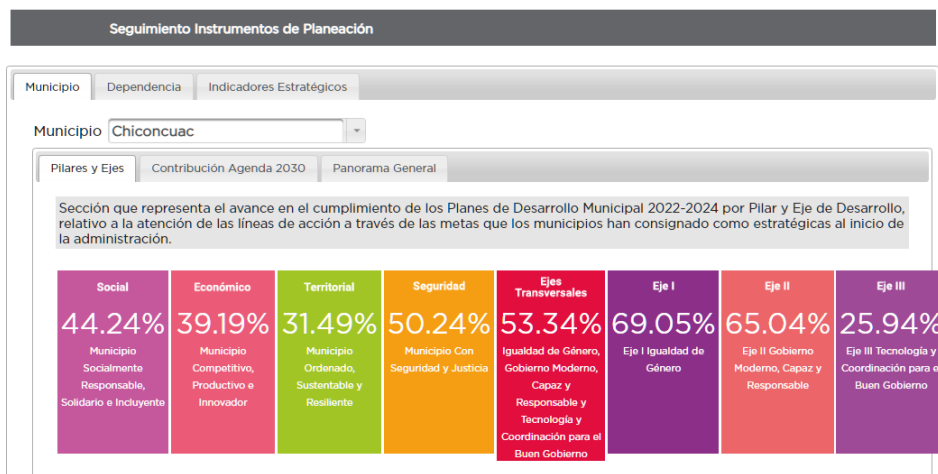 Seguimiento Instrumentos de Planeación
Municipio Dependencia Indicadores Estratégicos
Municipio Chiconcuac
Pilares y Ejes Contribución Agenda 2030 Panorama General
Sección que representa el avance en el cumplimiento de los Planes de Desarrollo Municipal 2022-2024 por Pilar y Eje de Desarrollo,
relativo a la atención de las líneas de acción a través de las metas que los municipios han consignado como estratégicas al inicio de
la administración.
Social
44.24%
Municipio
Socialmente
Responsable,
Solidario e Incluyente
Económico
39.19%
Municipio
Competitivo,
Productivo e
Innovador
Territorial
31.49%
Municipio
Ordenado,
Sustentable y
Resiliente
Seguridad
50.24%
Municipio Con
Seguridad y Justicia
Ejes
Transversales
53.34%
Igualdad de Género,
Gobierno Moderno,
Capaz y
Responsable y
Tecnología y
Coordinación para el
Buen Gobierno
Eje I
69.05%
Eje I Igualdad de
Género
Eje II
65.04%
Eje II Gobierno
Moderno, Capaz y
Responsable
Eje III
25.94%
Eje III Tecnología y
Coordinación para el
Buen Gobierno